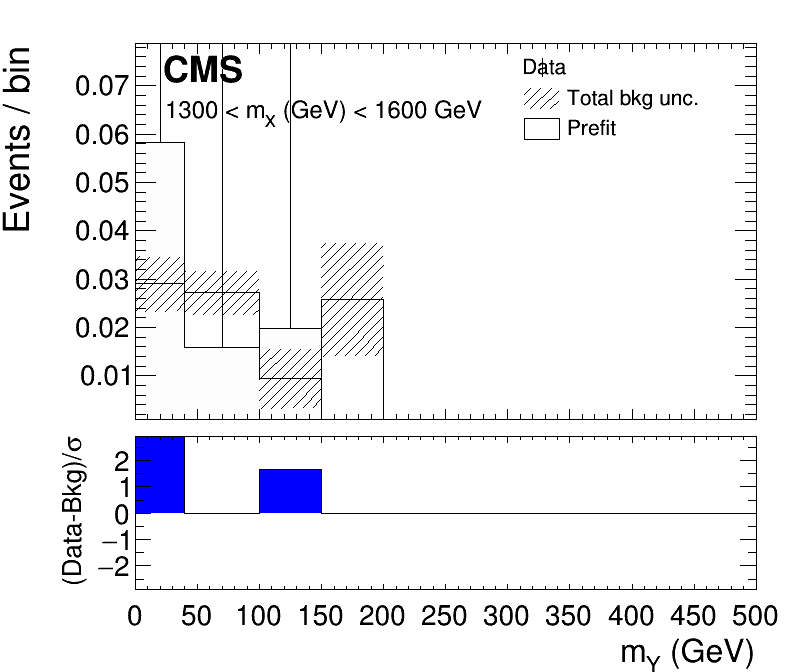 CMS
1300 < mX (GeV) < 1600 GeV
Data
Total bkg unc.
Prefit
Events / bin
0.07
0.06
0.05
0.04
0.03
0.02
0.01
(Data-Bkg)/σ
2
1
0
−1
−2
0 50 100 150 200 250 300 350 400 450 500
mY (GeV)